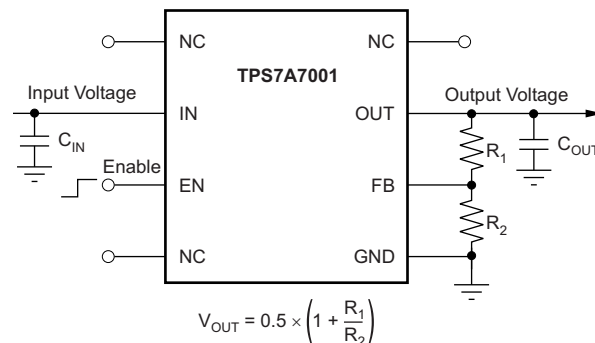 NC NC
TPS7A7001
Input Voltage Output Voltage
IN OUT
C_IN R_1 C_OUT
Enable
EN FB
R_2
NC GND
V_OUT = 0.5 × (1 + R_1/R_2)